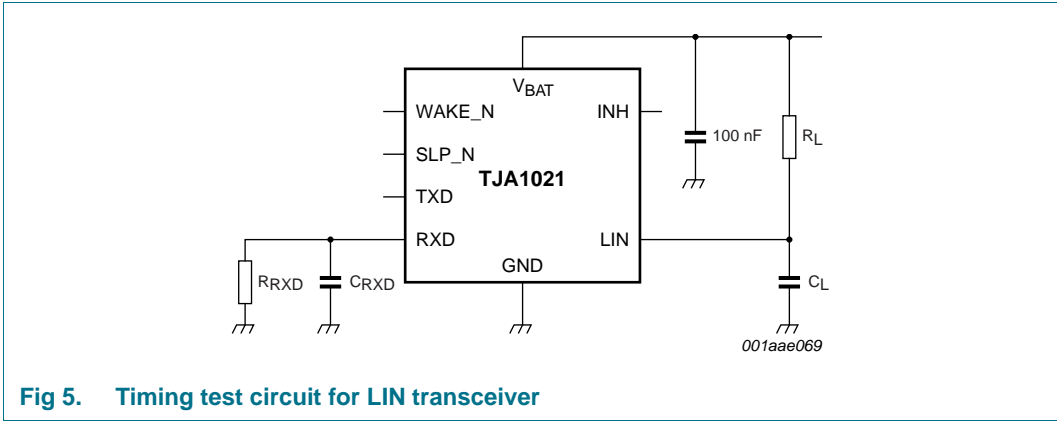 VBAT
WAKE_N
INH
100 nF
RL
SLP_N
TJA1021
TXD
RXD
LIN
GND
RRXD
CRXD
CL
001aae069
Fig 5. Timing test circuit for LIN transceiver